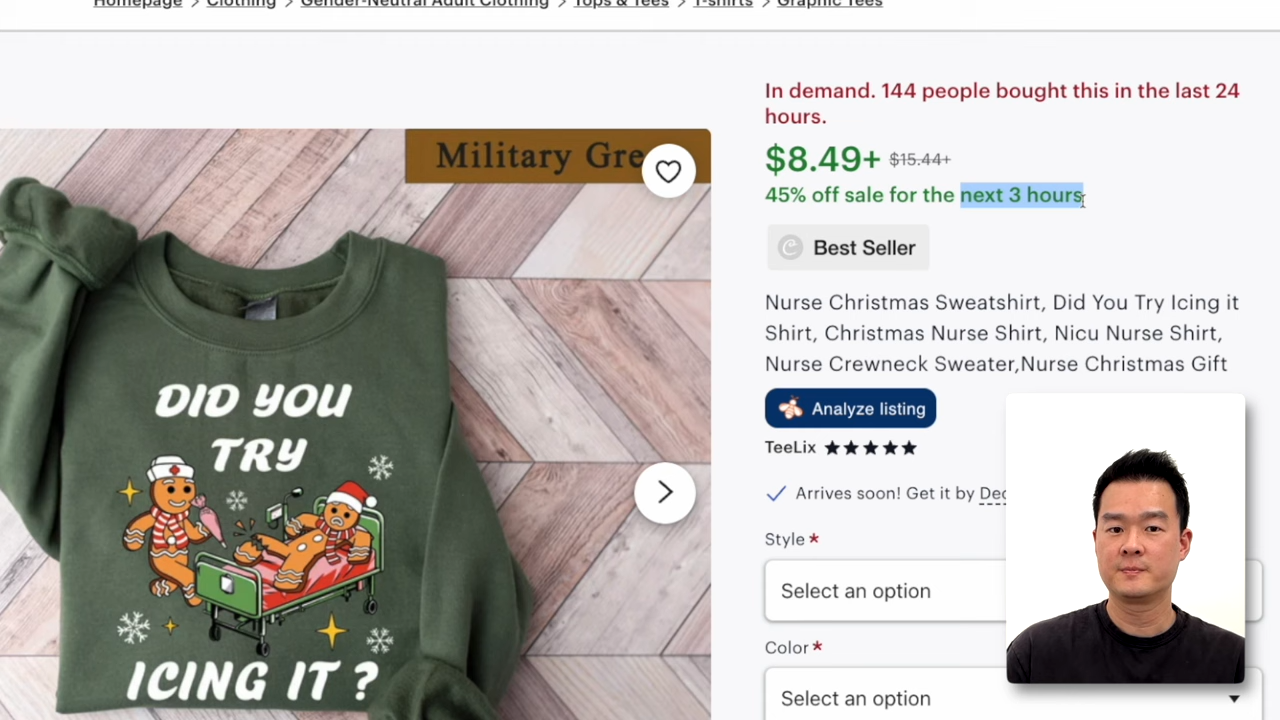 Homepage > Clothing > Gender-Neutral Adult Clothing > Tops & Tees > T-shirts > Graphic Tees
In demand. 144 people bought this in the last 24
hours.
$8.49+ $15.44+
45% off sale for the next 3 hours
Best Seller
Nurse Christmas Sweatshirt, Did You Try Icing it
Shirt, Christmas Nurse Shirt, Nicu Nurse Shirt,
Nurse Crewneck Sweater,Nurse Christmas Gift
Analyze listing
TeeLix ★★★★★
Arrives soon! Get it by
Style *
Select an option
Color *
Select an option
Military
DID YOU
TRY
ICING IT ?